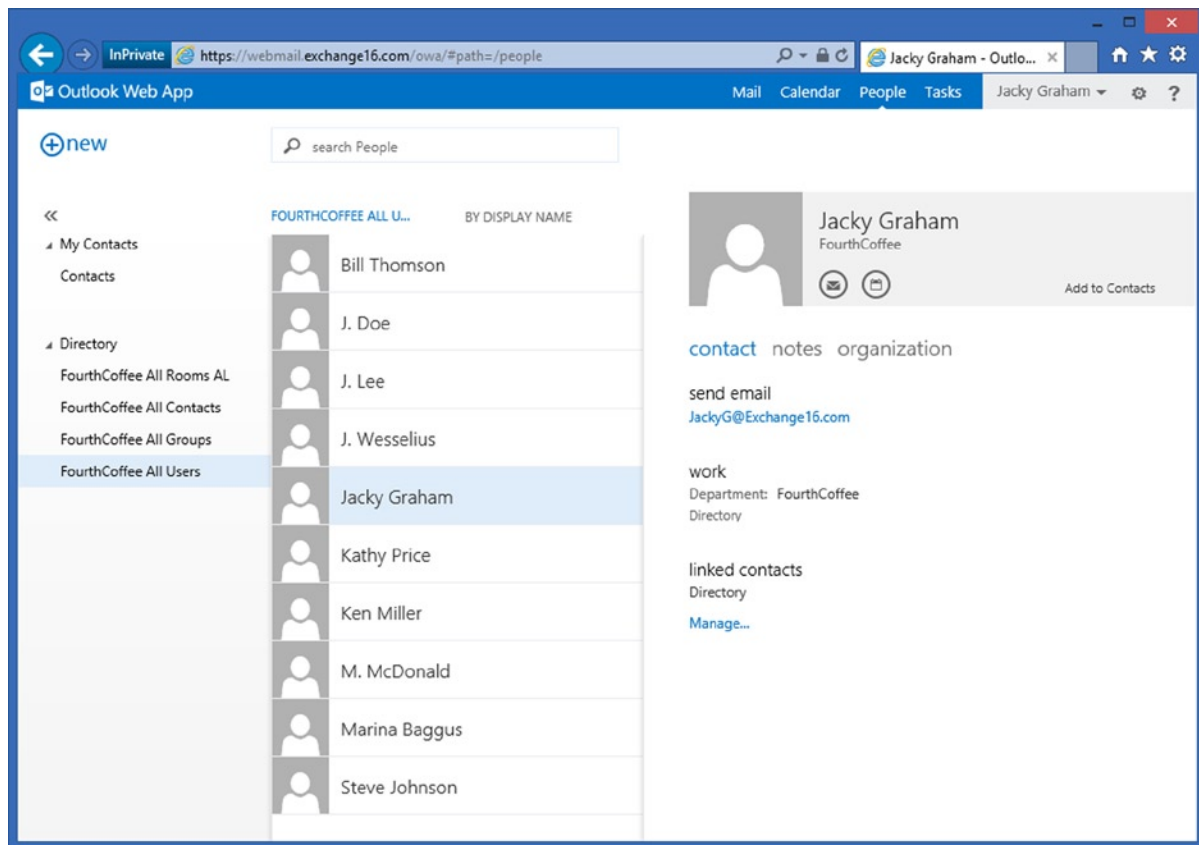 InPrivate https://webmail.exchange16.com/owa/#path=/people Jacky Graham - Outlo...
Outlook Web App Mail Calendar People Tasks Jacky Graham ?
new search People
FOURTHCOFFEE ALL U... BY DISPLAY NAME
My Contacts
Contacts
Directory
FourthCoffee All Rooms AL
FourthCoffee All Contacts
FourthCoffee All Groups
FourthCoffee All Users
Bill Thomson
J. Doe
J. Lee
J. Wesselius
Jacky Graham
Kathy Price
Ken Miller
M. McDonald
Marina Baggus
Steve Johnson
Jacky Graham
FourthCoffee
Add to Contacts
contact notes organization
send email
JackyG@Exchange16.com
work
Department: FourthCoffee
Directory
linked contacts
Directory
Manage...